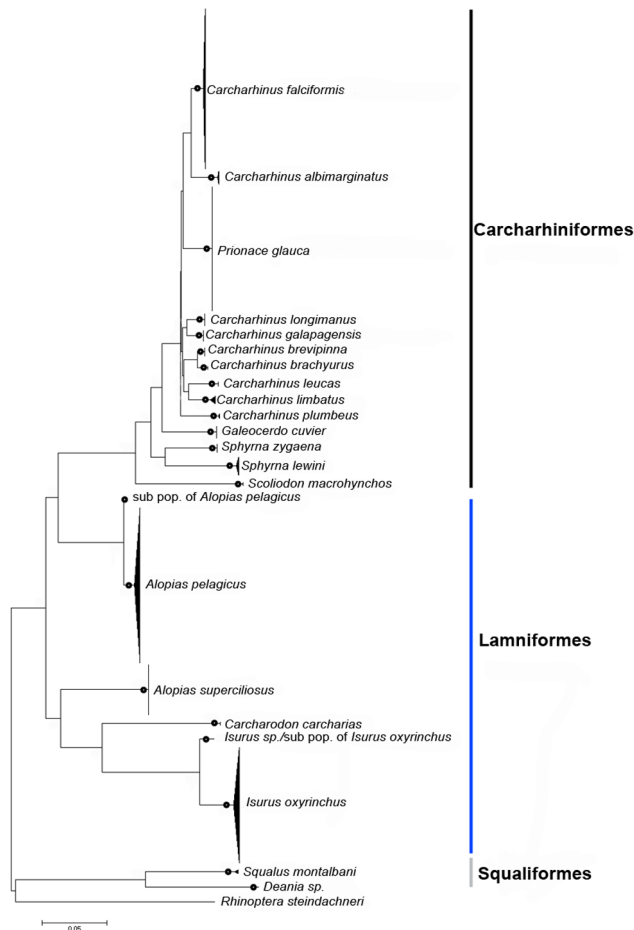 Carcharhinus falciformis
Carcharhinus albimarginatus
Carcharhiniformes
Prionace glauca
Carcharhinus longimanus
Carcharhinus galapagensis
Carcharhinus brevipinna
Carcharhinus brachyurus
Carcharhinus leucas
Carcharhinus limbatus
Carcharhinus plumbeus
Galeocerdo cuvier
Sphyrna zygaena
Sphyrna lewini
Scoliodon macrohynchos
sub pop. of Alopias pelagicus
Alopias pelagicus
Lamniformes
Alopias superciliosus
Carcharodon carcharias
Isurus sp./sub pop. of Isurus oxyrinchus
Isurus oxyrinchus
Squalus montalbani
Squaliformes
Deania sp.
Rhinoptera steindachneri
0.05